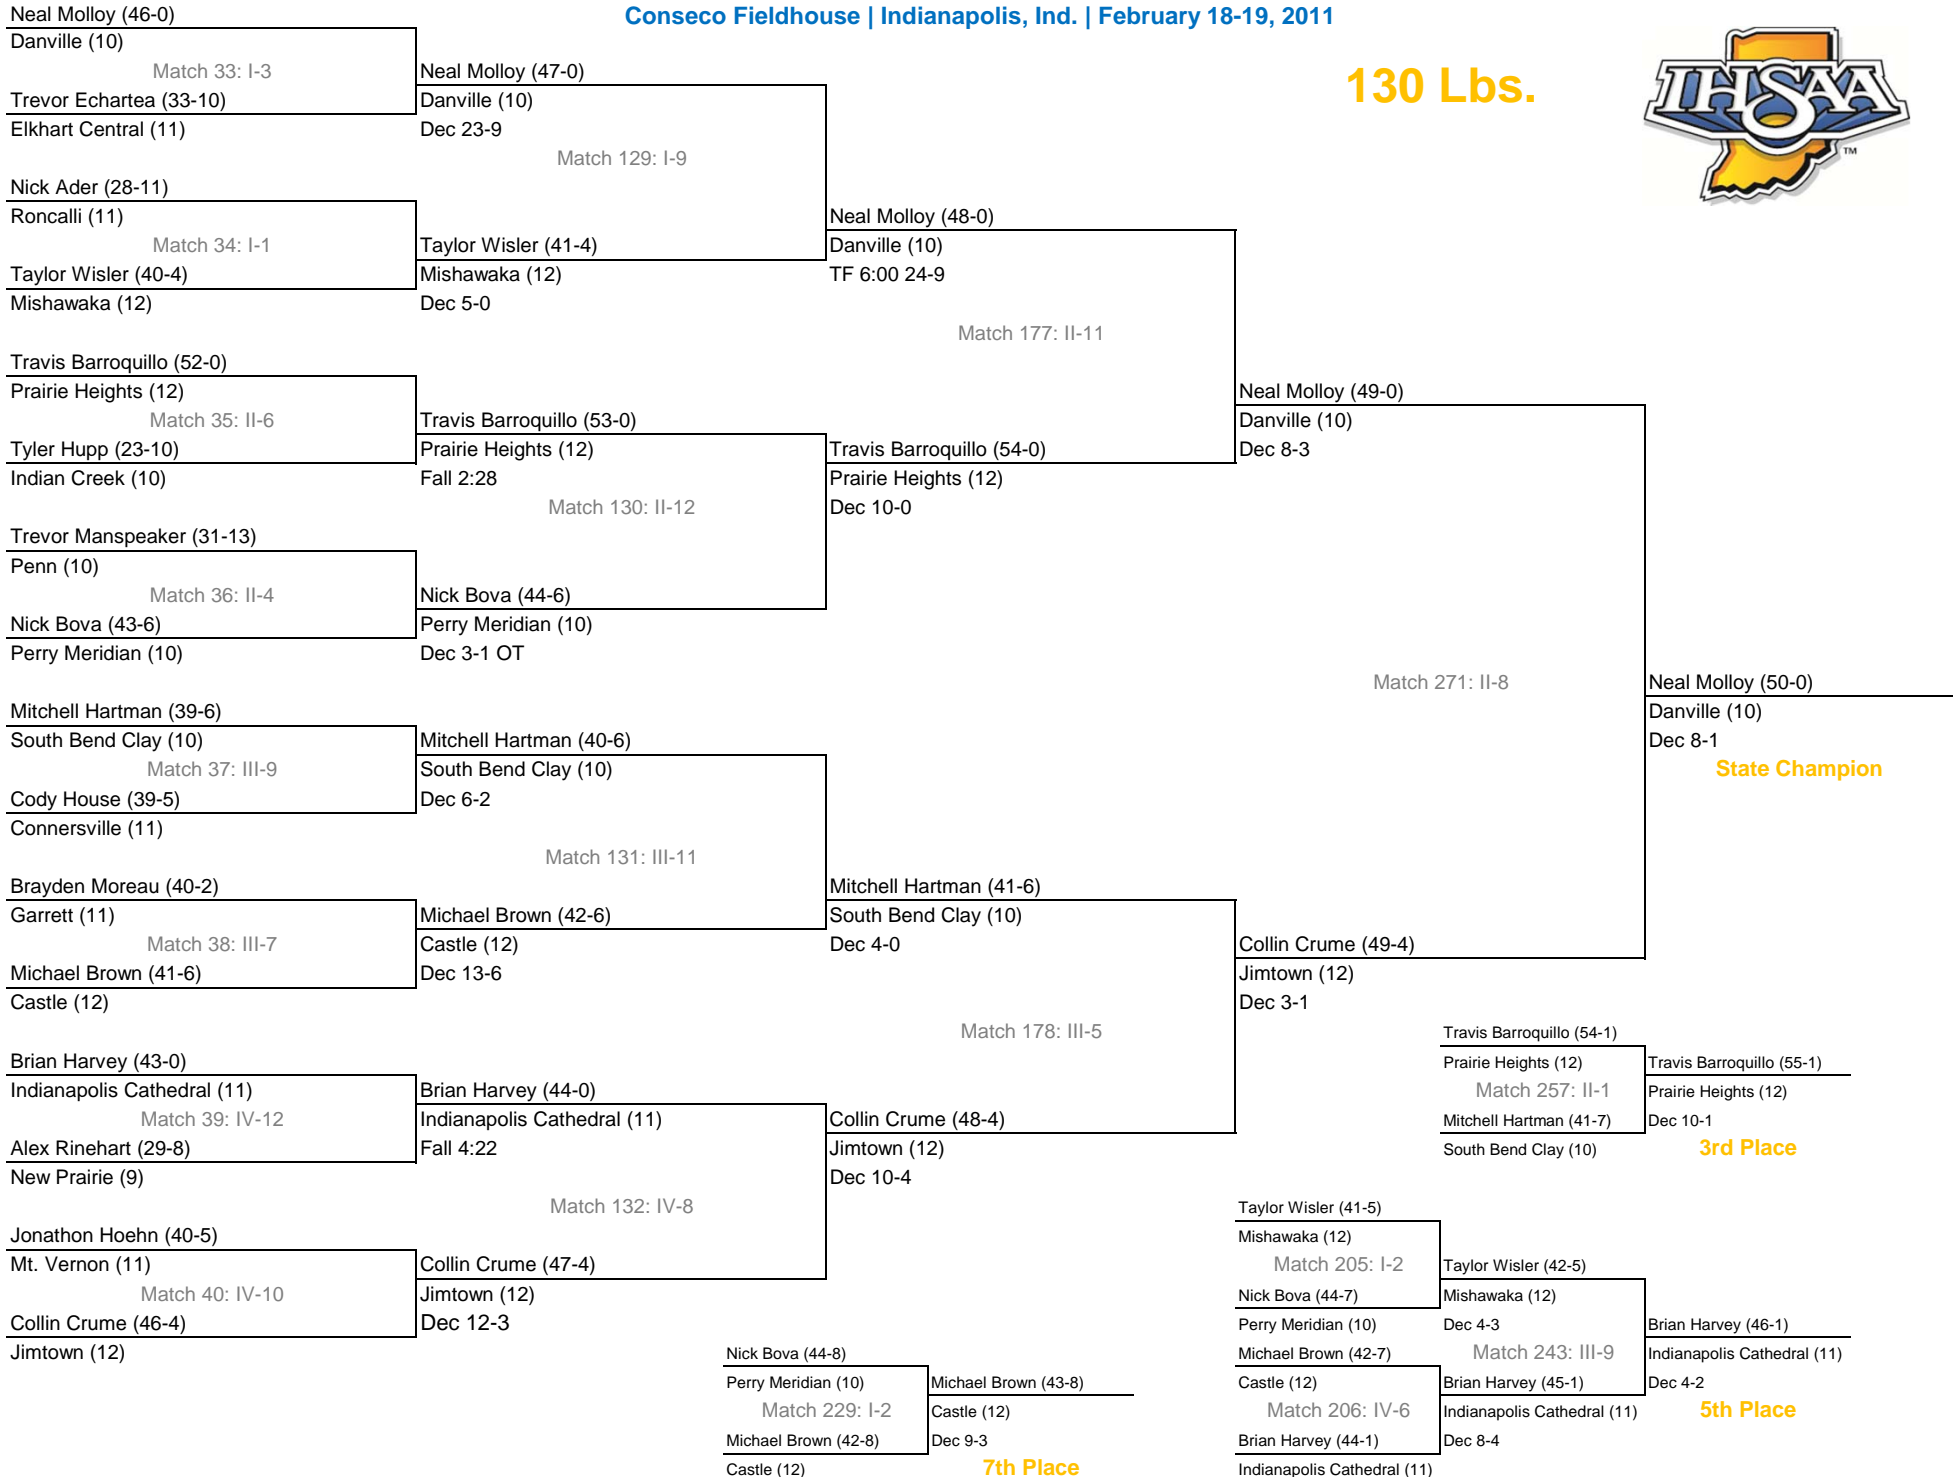 Conseco Fieldhouse | Indianapolis, Ind. | February 18-19, 2011
130 Lbs.
IHSAA
TM
Neal Molloy (46-0)
Danville (10)
Match 33: I-3
Trevor Echartea (33-10)
Elkhart Central (11)
Nick Ader (28-11)
Roncalli (11)
Match 34: I-1
Taylor Wisler (40-4)
Mishawaka (12)
Travis Barroquillo (52-0)
Prairie Heights (12)
Match 35: II-6
Tyler Hupp (23-10)
Indian Creek (10)
Trevor Manspeaker (31-13)
Penn (10)
Match 36: II-4
Nick Bova (43-6)
Perry Meridian (10)
Mitchell Hartman (39-6)
South Bend Clay (10)
Match 37: III-9
Cody House (39-5)
Connersville (11)
Brayden Moreau (40-2)
Garrett (11)
Match 38: III-7
Michael Brown (41-6)
Castle (12)
Brian Harvey (43-0)
Indianapolis Cathedral (11)
Match 39: IV-12
Alex Rinehart (29-8)
New Prairie (9)
Jonathon Hoehn (40-5)
Mt. Vernon (11)
Match 40: IV-10
Collin Crume (46-4)
Jimtown (12)
Neal Molloy (47-0)
Danville (10)
Dec 23-9
Match 129: I-9
Taylor Wisler (41-4)
Mishawaka (12)
Dec 5-0
Travis Barroquillo (53-0)
Prairie Heights (12)
Fall 2:28
Match 130: II-12
Nick Bova (44-6)
Perry Meridian (10)
Dec 3-1 OT
Mitchell Hartman (40-6)
South Bend Clay (10)
Dec 6-2
Match 131: III-11
Michael Brown (42-6)
Castle (12)
Dec 13-6
Brian Harvey (44-0)
Indianapolis Cathedral (11)
Fall 4:22
Match 132: IV-8
Collin Crume (47-4)
Jimtown (12)
Dec 12-3
Neal Molloy (48-0)
Danville (10)
TF 6:00 24-9
Match 177: II-11
Travis Barroquillo (54-0)
Prairie Heights (12)
Dec 10-0
Mitchell Hartman (41-6)
South Bend Clay (10)
Dec 4-0
Match 178: III-5
Collin Crume (48-4)
Jimtown (12)
Dec 10-4
Neal Molloy (49-0)
Danville (10)
Dec 8-3
Match 271: II-8
Collin Crume (49-4)
Jimtown (12)
Dec 3-1
Neal Molloy (50-0)
Danville (10)
Dec 8-1
State Champion
Travis Barroquillo (54-1)
Prairie Heights (12)
Match 257: II-1
Mitchell Hartman (41-7)
South Bend Clay (10)
Travis Barroquillo (55-1)
Prairie Heights (12)
Dec 10-1
3rd Place
Taylor Wisler (41-5)
Mishawaka (12)
Match 205: I-2
Nick Bova (44-7)
Perry Meridian (10)
Michael Brown (42-7)
Castle (12)
Match 206: IV-6
Brian Harvey (44-1)
Indianapolis Cathedral (11)
Taylor Wisler (42-5)
Mishawaka (12)
Dec 4-3
Match 243: III-9
Brian Harvey (45-1)
Indianapolis Cathedral (11)
Dec 8-4
Brian Harvey (46-1)
Indianapolis Cathedral (11)
Dec 4-2
5th Place
Nick Bova (44-8)
Perry Meridian (10)
Match 229: I-2
Michael Brown (42-8)
Castle (12)
Michael Brown (43-8)
Castle (12)
Dec 9-3
7th Place